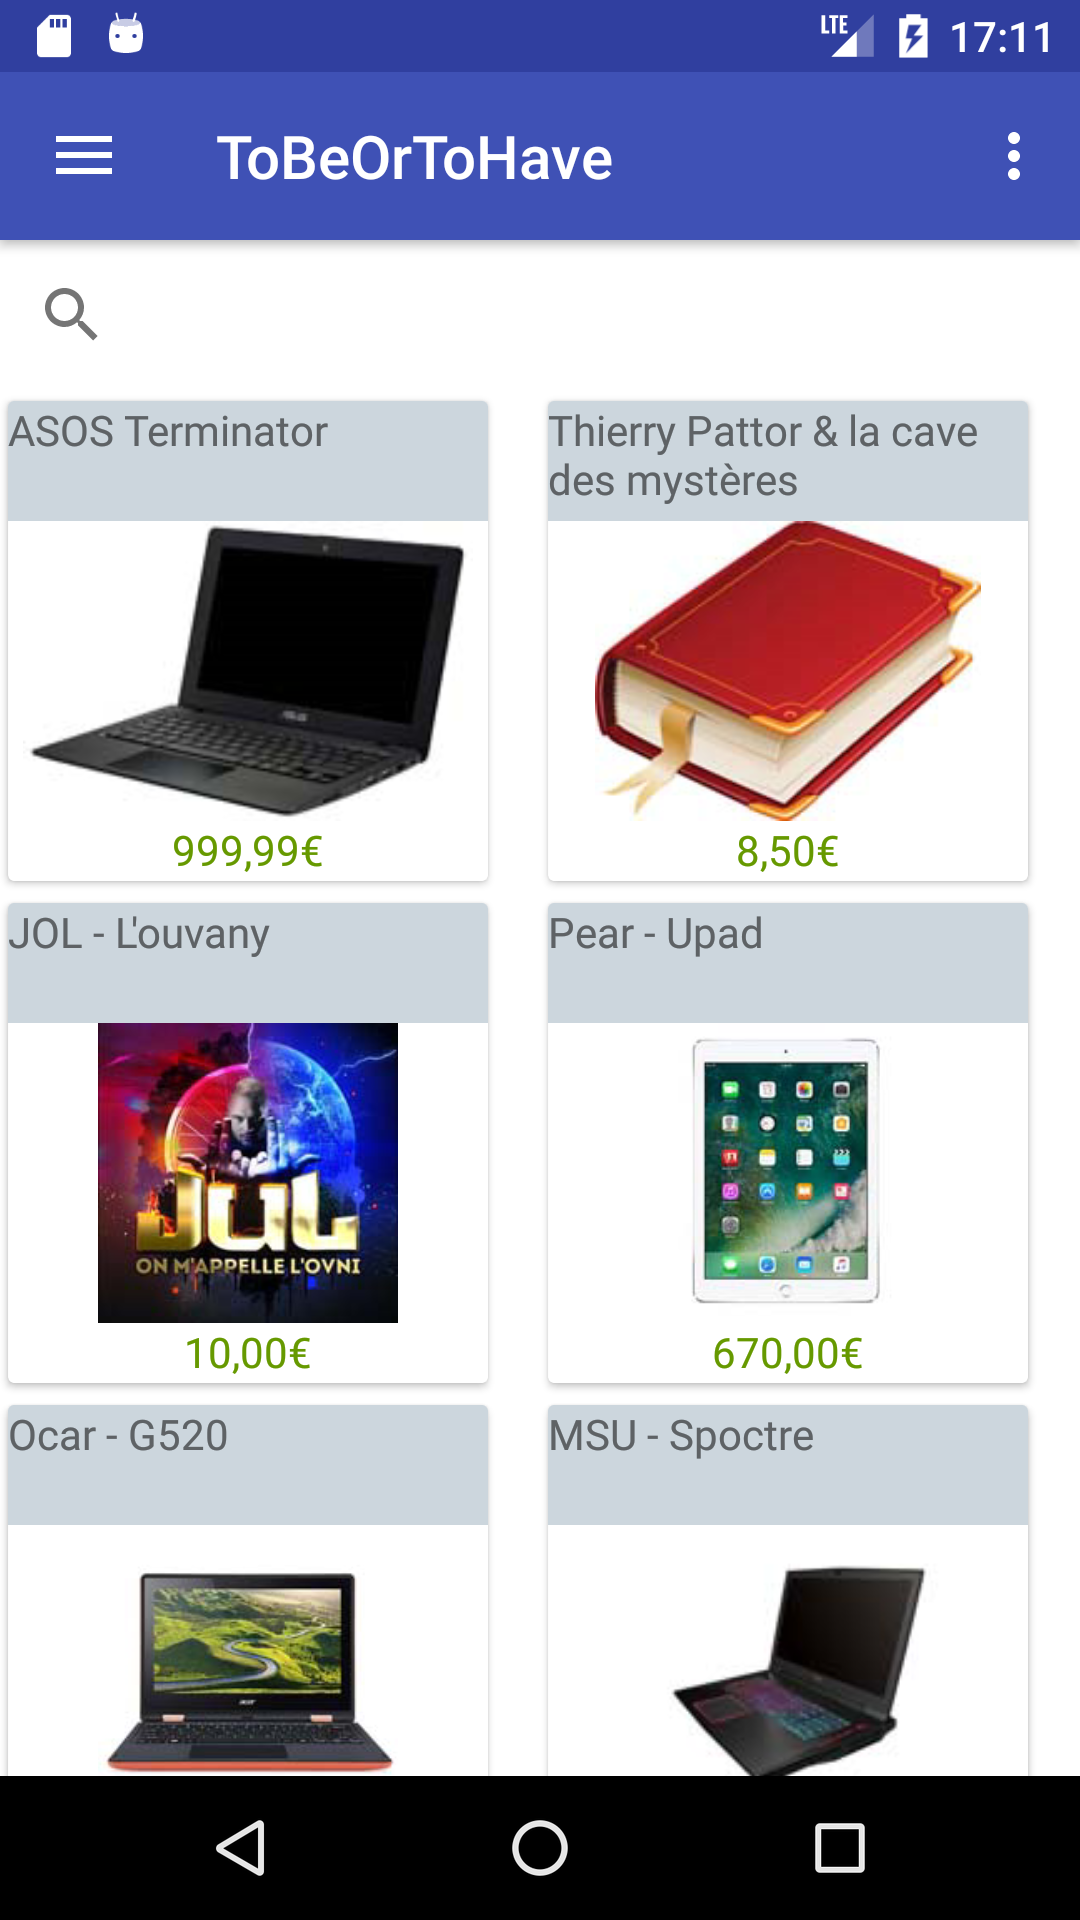 LTE 17:11
ToBeOrToHave
ASOS Terminator
Thierry Pattor & la cave
des mystères
999,99€
8,50€
JOL - L'ouvany
Pear - Upad
JUL
ON M'APPELLE L'OVNI
10,00€
670,00€
Ocar - G520
MSU - Spoctre
acer